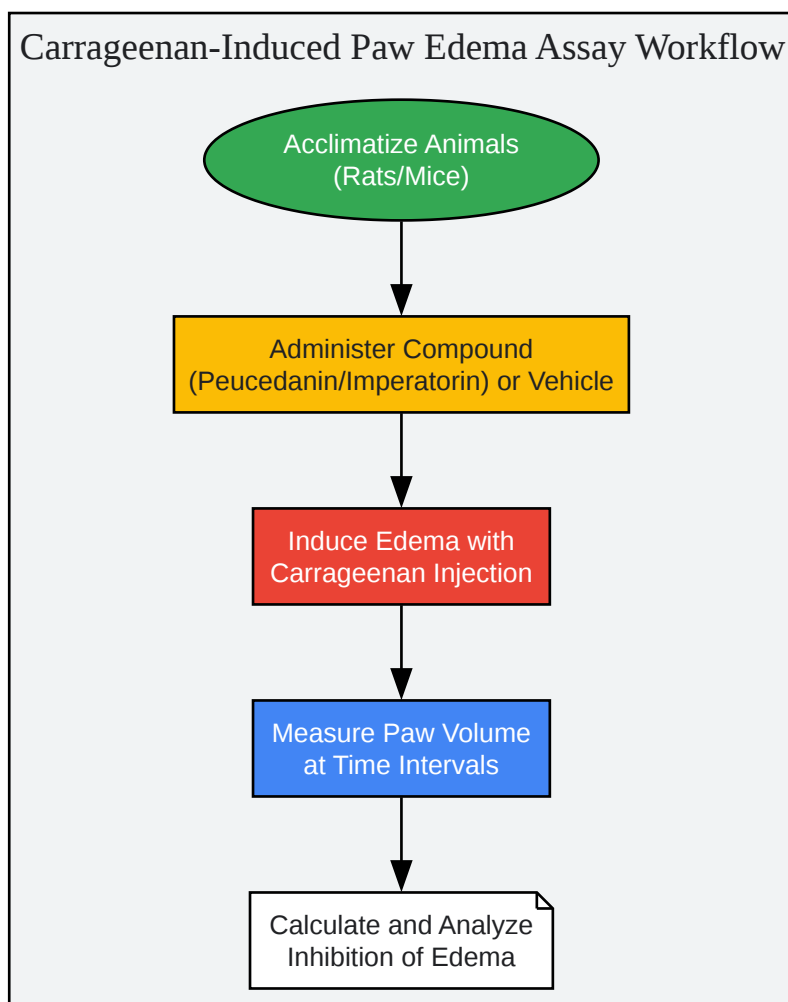 Carrageenan-Induced Paw Edema Assay Workflow
Acclimatize Animals
(Rats/Mice)
Administer Compound
(Peucedanin/Imperatorin) or Vehicle
Induce Edema with
Carrageenan Injection
Measure Paw Volume
at Time Intervals
Calculate and Analyze
Inhibition of Edema